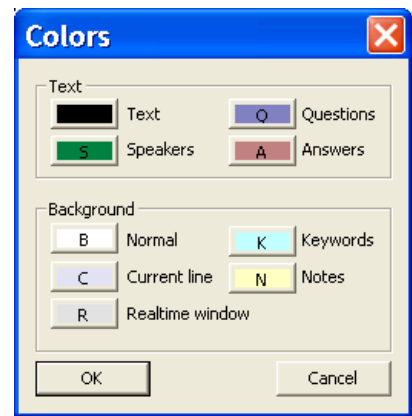 Colors
Text
Text Q Questions
S Speakers A Answers
Background
B Normal K Keywords
C Current line N Notes
R Realtime window
OK Cancel